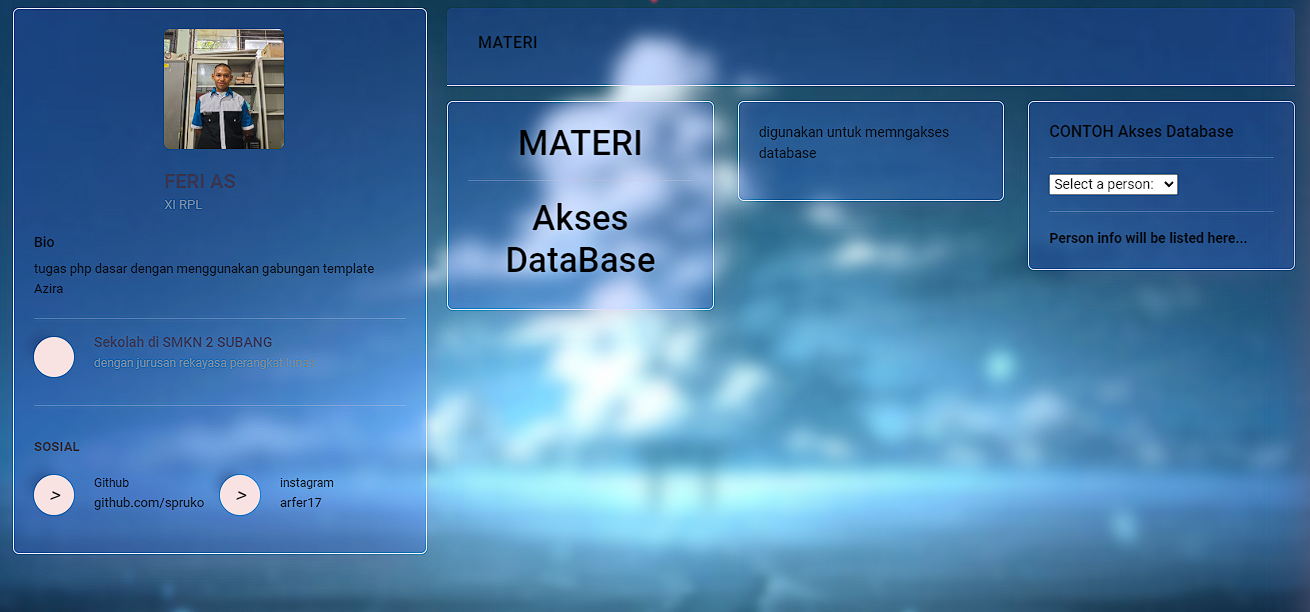 FERI AS
XI RPL
Bio
tugas php dasar dengan menggunakan gabungan template
Azira
Sekolah di SMKN 2 SUBANG
dengan jurusan rekayasa perangkat lunak
SOSIAL
>
Github
github.com/spruko
>
instagram
arfer17
MATERI
MATERI
Akses
DataBase
digunakan untuk memngakses
database
CONTOH Akses Database
Select a person:
Person info will be listed here...